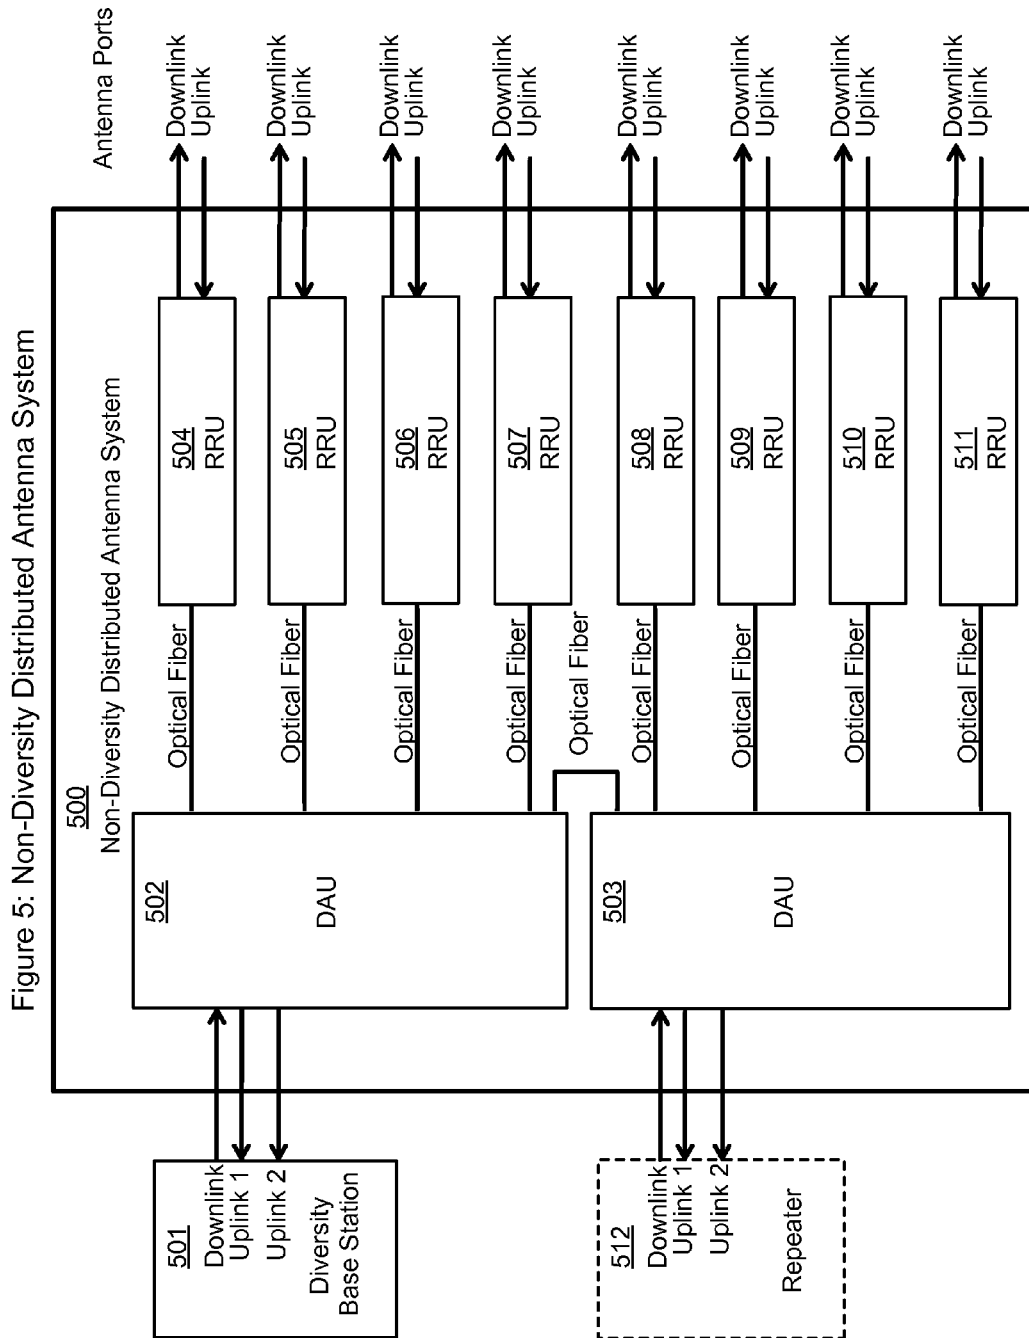 Figure 5: Non-Diversity Distributed Antenna System
500
Non-Diversity Distributed Antenna System
Antenna Ports
501
Downlink
Uplink 1
Uplink 2
Diversity
Base Station
502
DAU
Optical Fiber
504
RRU
Downlink
Uplink
Optical Fiber
505
RRU
Downlink
Uplink
Optical Fiber
506
RRU
Downlink
Uplink
Optical Fiber
507
RRU
Downlink
Uplink
Optical Fiber
512
Downlink
Uplink 1
Uplink 2
Repeater
503
DAU
Optical Fiber
508
RRU
Downlink
Uplink
Optical Fiber
509
RRU
Downlink
Uplink
Optical Fiber
510
RRU
Downlink
Uplink
Optical Fiber
511
RRU
Downlink
Uplink